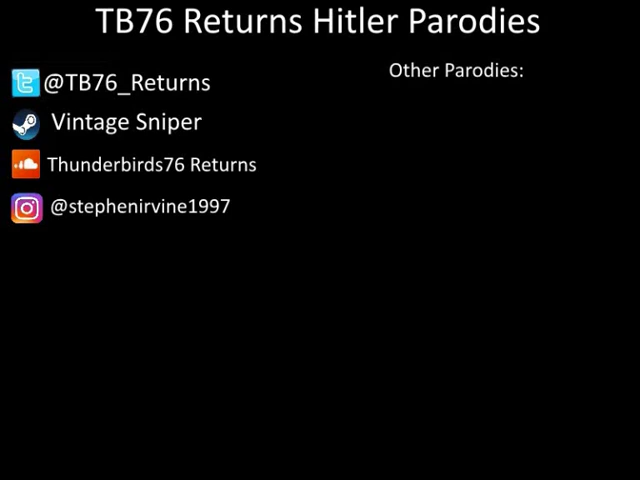 TB76 Returns Hitler Parodies
@TB76_Returns
Other Parodies:
Vintage Sniper
Thunderbirds76 Returns
@stephenirvine1997